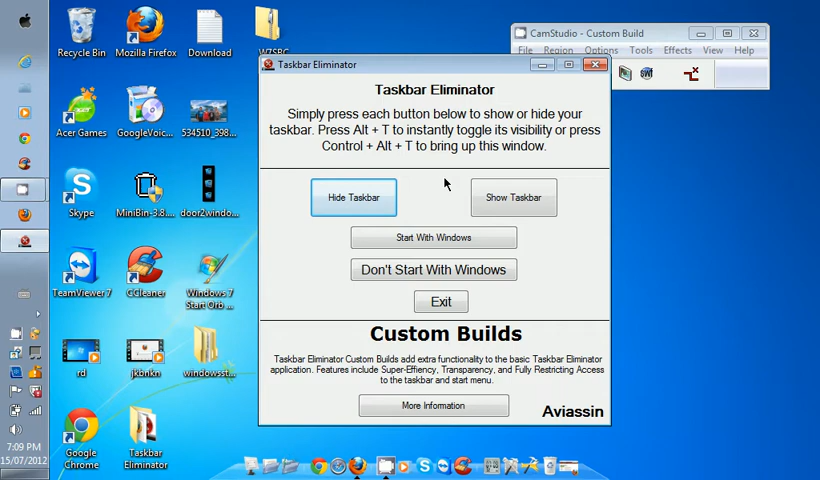 Recycle Bin
Mozilla Firefox
Download
W7SBC
CamStudio - Custom Build
File Region Options Tools Effects View Help
Taskbar Eliminator
Taskbar Eliminator
Simply press each button below to show or hide your
taskbar. Press Alt + T to instantly toggle its visibility or press
Control + Alt + T to bring up this window.
Acer Games
GoogleVoic...
534510_398...
Hide Taskbar
Show Taskbar
Skype
MiniBin-3.8....
door2windo...
Start With Windows
Don't Start With Windows
TeamViewer 7
CCleaner
Windows 7
Start Orb ...
Exit
Custom Builds
Taskbar Eliminator Custom Builds add extra functionality to the basic Taskbar Eliminator
application. Features include Super-Effiency, Transparency, and Fully Restricting Access
to the taskbar and start menu.
rd
jkbnkn
windowsst...
More Information
Aviassin
Google
Chrome
Taskbar
Eliminator
7:09 PM
15/07/2012